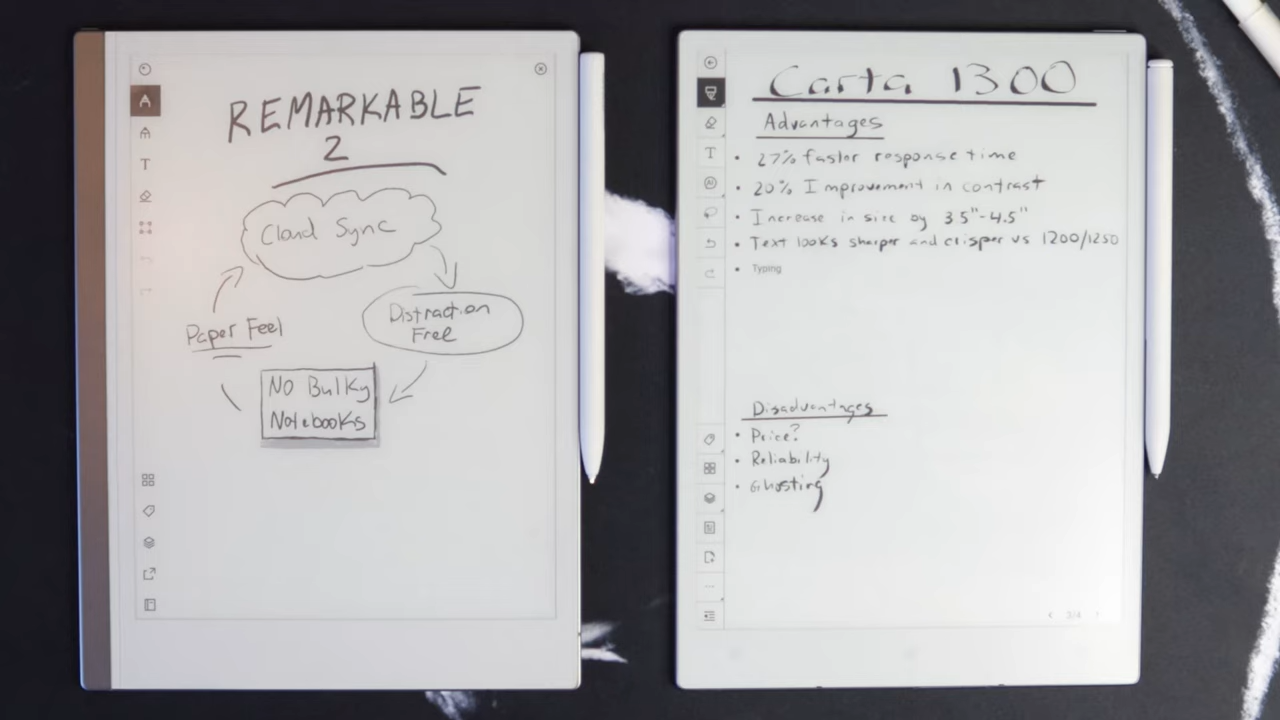 REMARKABLE
2
Cloud Sync
Distraction
Free
Paper Feel
No Bulky
Notebooks
Carta 1300
Advantages
• 27% faster response time
• 20% Improvement in contrast
• Increase in size by 3.5"-4.5"
• Text looks sharper and crisper vs 1200/1250
• Typing
Disadvantages
• Price?
• Reliability
• Ghosting
3/4